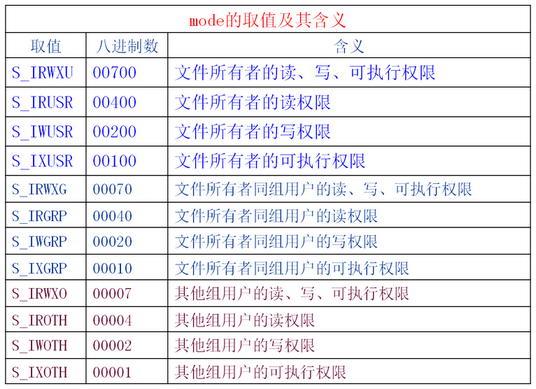 mode的取值及其含义
取值 八进制数 含义
S_IRWXU 00700 文件所有者的读、写、可执行权限
S_IRUSR 00400 文件所有者的读权限
S_IWUSR 00200 文件所有者的写权限
S_IXUSR 00100 文件所有者的可执行权限
S_IRWXG 00070 文件所有者同组用户的读、写、可执行权限
S_IRGRP 00040 文件所有者同组用户的读权限
S_IWGRP 00020 文件所有者同组用户的写权限
S_IXGRP 00010 文件所有者同组用户的可执行权限
S_IRWXO 00007 其他组用户的读、写、可执行权限
S_IROTH 00004 其他组用户的读权限
S_IWOTH 00002 其他组用户的写权限
S_IXOTH 00001 其他组用户的可执行权限